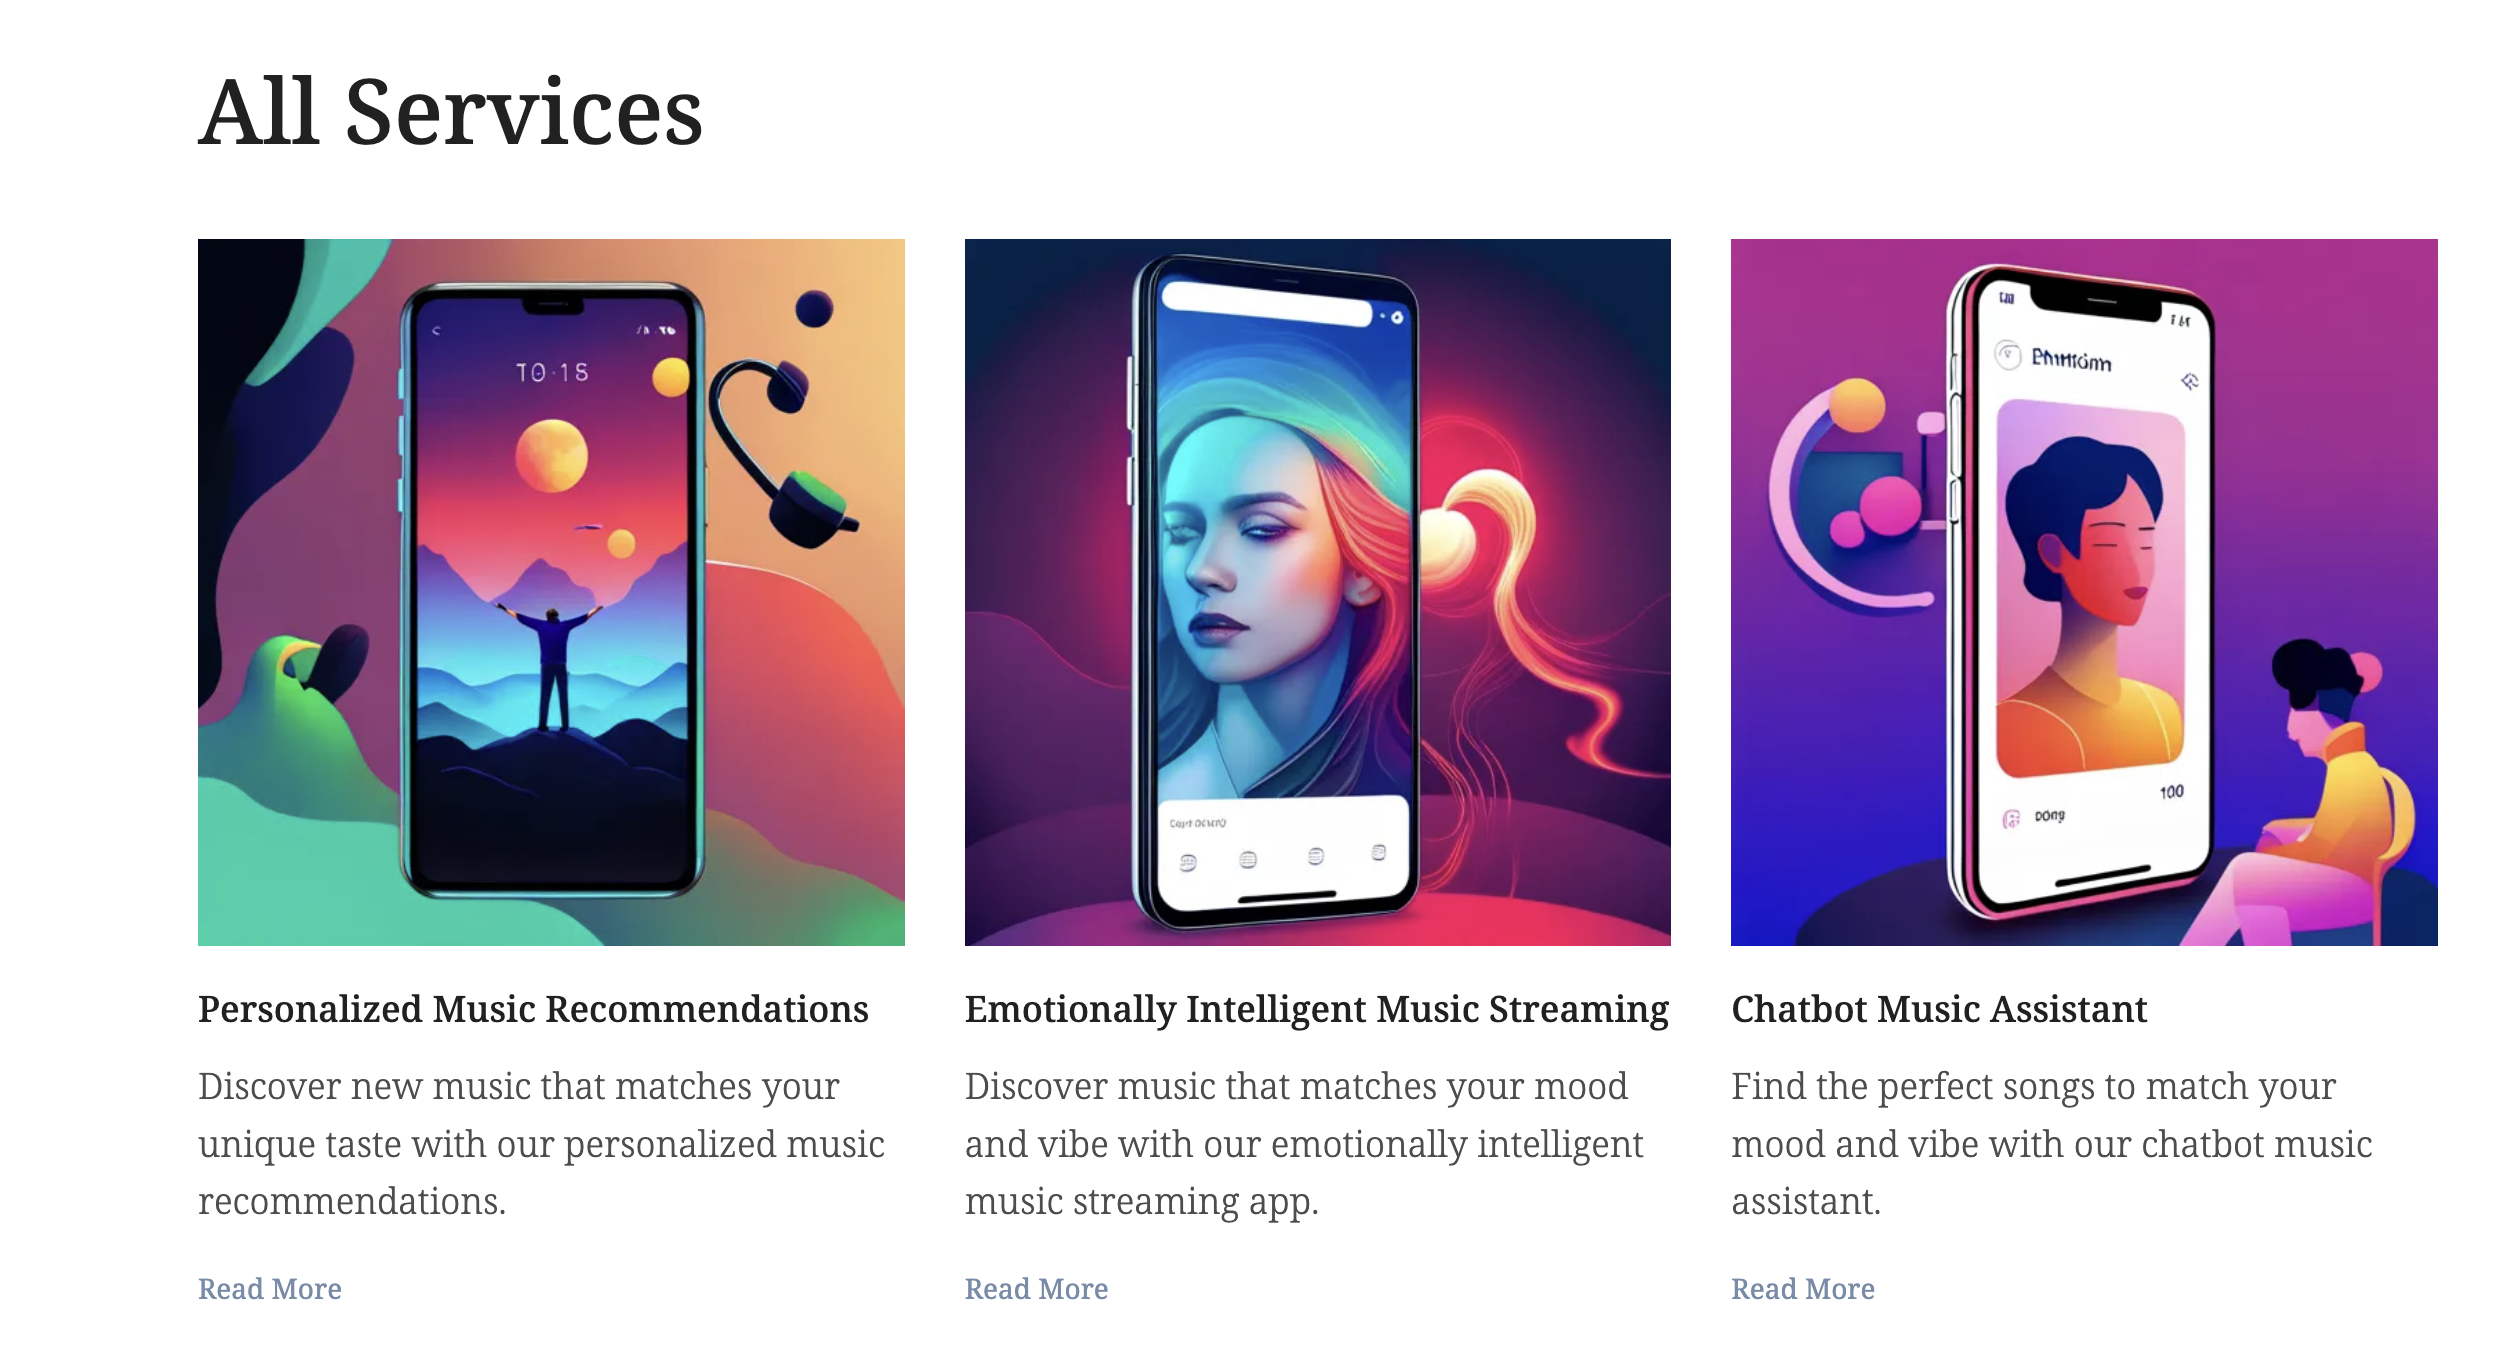 All Services
TO·18
100
Personalized Music Recommendations
Discover new music that matches your
unique taste with our personalized music
recommendations.
Read More
Emotionally Intelligent Music Streaming
Discover music that matches your mood
and vibe with our emotionally intelligent
music streaming app.
Read More
Chatbot Music Assistant
Find the perfect songs to match your
mood and vibe with our chatbot music
assistant.
Read More